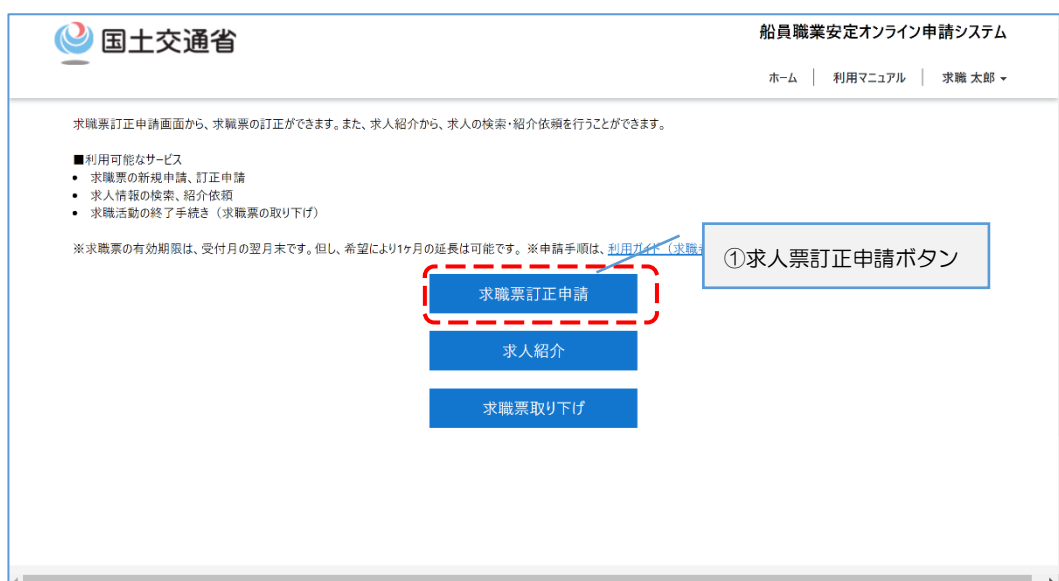 国土交通省
船員職業安定オンライン申請システム
ホーム | 利用マニュアル | 求職 太郎
求職票訂正申請画面から、求職票の訂正ができます。また、求人紹介から、求人の検索・紹介依頼を行うことができます。
■利用可能なサービス
• 求職票の新規申請、訂正申請
• 求人情報の検索、紹介依頼
• 求職活動の終了手続き（求職票の取り下げ）
※求職票の有効期限は、受付月の翌月末です。但し、希望により1ヶ月の延長は可能です。 ※申請手順は、利用ガイド（求職
①求人票訂正申請ボタン
求職票訂正申請
求人紹介
求職票取り下げ